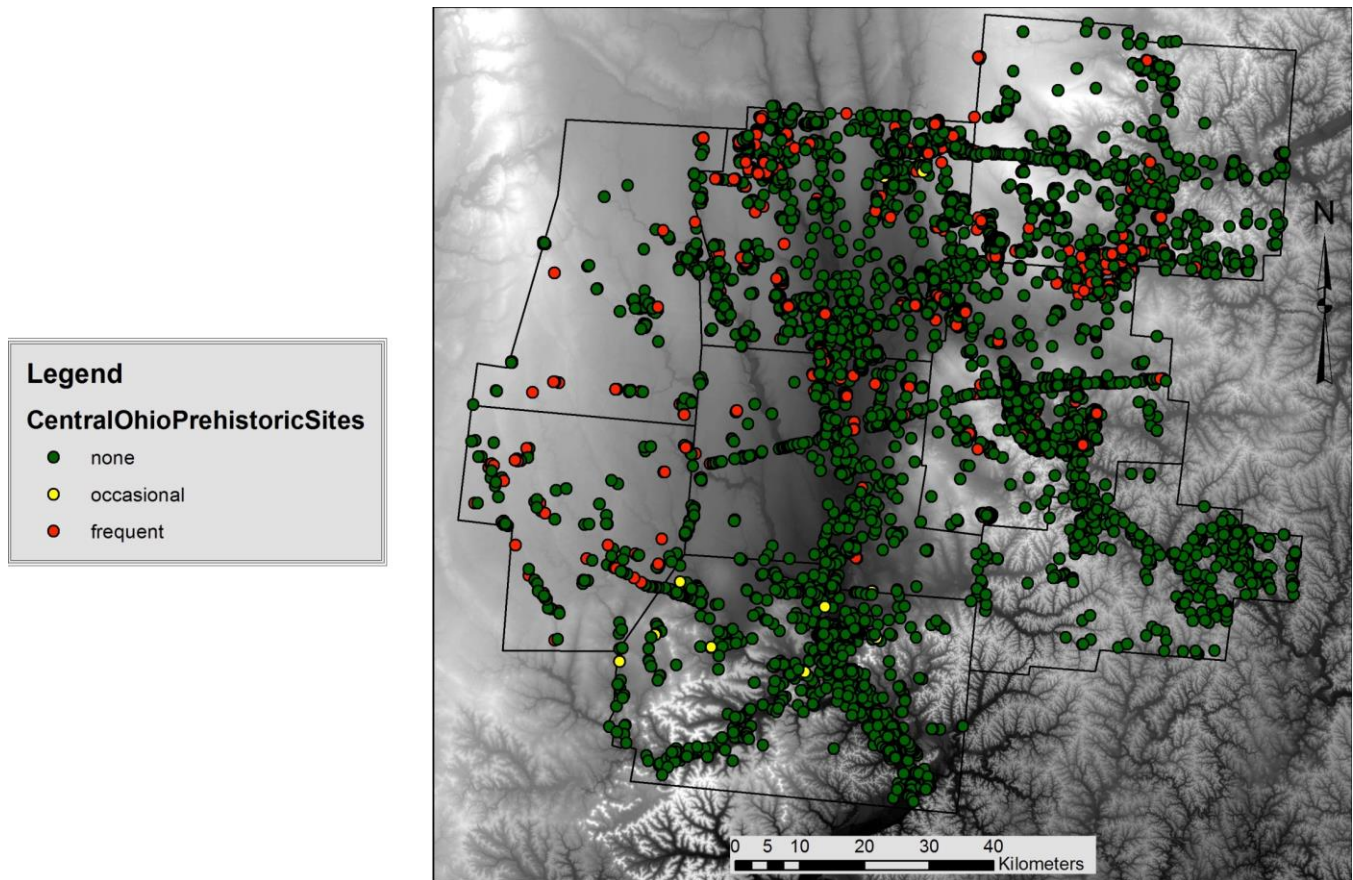 Legend
CentralOhioPrehistoricSites
none
occasional
frequent
N
0 5 10 20 30 40
Kilometers